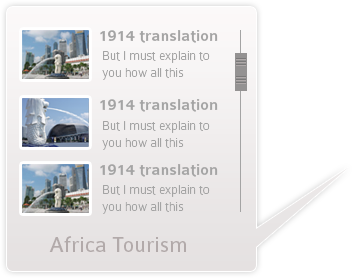 1914 translation
But I must explain to
you how all this
1914 translation
But I must explain to
you how all this
1914 translation
But I must explain to
you how all this
Africa Tourism